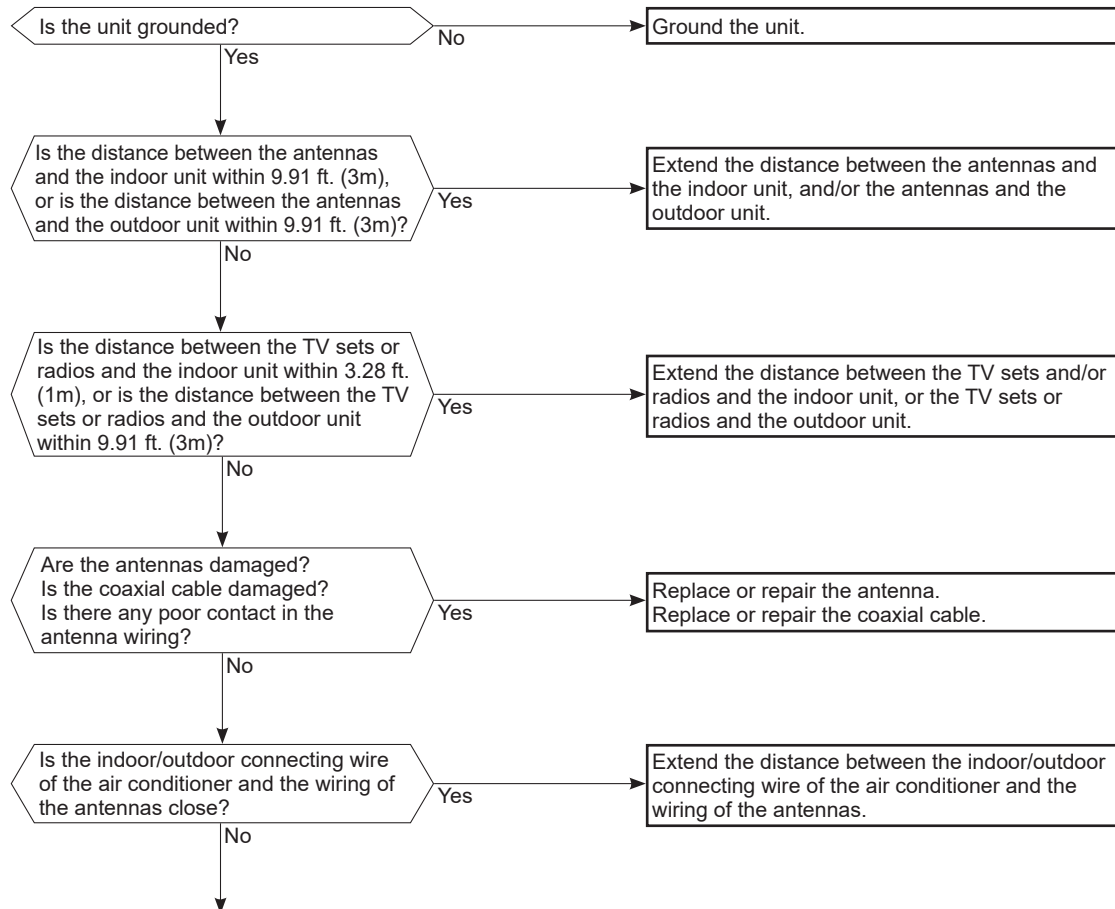 Is the unit grounded?
No
Ground the unit.
Yes
Is the distance between the antennas
and the indoor unit within 9.91 ft. (3m),
or is the distance between the antennas
and the outdoor unit within 9.91 ft. (3m)?
Yes
Extend the distance between the antennas and
the indoor unit, and/or the antennas and the
outdoor unit.
No
Is the distance between the TV sets or
radios and the indoor unit within 3.28 ft.
(1m), or is the distance between the TV
sets or radios and the outdoor unit
within 9.91 ft. (3m)?
Yes
Extend the distance between the TV sets and/or
radios and the indoor unit, or the TV sets or
radios and the outdoor unit.
No
Are the antennas damaged?
Is the coaxial cable damaged?
Is there any poor contact in the
antenna wiring?
Yes
Replace or repair the antenna.
Replace or repair the coaxial cable.
No
Is the indoor/outdoor connecting wire
of the air conditioner and the wiring of
the antennas close?
Yes
Extend the distance between the indoor/outdoor
connecting wire of the air conditioner and the
wiring of the antennas.
No